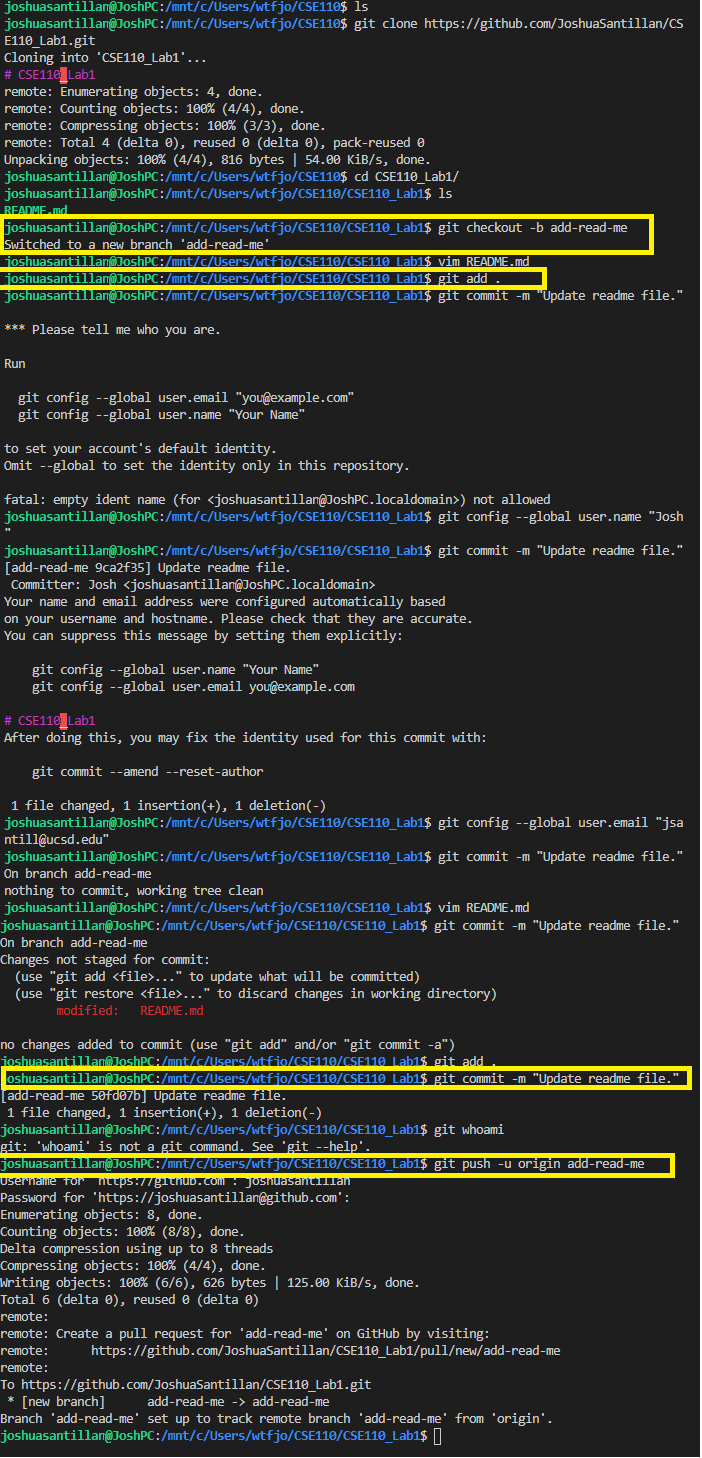 joshuasantillan@JoshPC:/mnt/c/Users/wtfjo/CSE110$ ls
joshuasantillan@JoshPC:/mnt/c/Users/wtfjo/CSE110$ git clone https://github.com/JoshuaSantillan/CS
E110_Lab1.git
Cloning into 'CSE110_Lab1'...
# CSE110_Lab1
remote: Enumerating objects: 4, done.
remote: Counting objects: 100% (4/4), done.
remote: Compressing objects: 100% (3/3), done.
remote: Total 4 (delta 0), reused 0 (delta 0), pack-reused 0
Unpacking objects: 100% (4/4), 816 bytes | 54.00 KiB/s, done.
joshuasantillan@JoshPC:/mnt/c/Users/wtfjo/CSE110$ cd CSE110_Lab1/
joshuasantillan@JoshPC:/mnt/c/Users/wtfjo/CSE110/CSE110_Lab1$ ls
README.md
joshuasantillan@JoshPC:/mnt/c/Users/wtfjo/CSE110/CSE110_Lab1$ git checkout -b add-read-me
Switched to a new branch 'add-read-me'
joshuasantillan@JoshPC:/mnt/c/Users/wtfjo/CSE110/CSE110_Lab1$ vim README.md
joshuasantillan@JoshPC:/mnt/c/Users/wtfjo/CSE110/CSE110_Lab1$ git add .
joshuasantillan@JoshPC:/mnt/c/Users/wtfjo/CSE110/CSE110_Lab1$ git commit -m "Update readme file."

*** Please tell me who you are.

Run

  git config --global user.email "you@example.com"
  git config --global user.name "Your Name"

to set your account's default identity.
Omit --global to set the identity only in this repository.

fatal: empty ident name (for <joshuasantillan@JoshPC.localdomain>) not allowed
joshuasantillan@JoshPC:/mnt/c/Users/wtfjo/CSE110/CSE110_Lab1$ git config --global user.name "Josh
"
joshuasantillan@JoshPC:/mnt/c/Users/wtfjo/CSE110/CSE110_Lab1$ git commit -m "Update readme file."
[add-read-me 9ca2f35] Update readme file.
 Committer: Josh <joshuasantillan@JoshPC.localdomain>
Your name and email address were configured automatically based
on your username and hostname. Please check that they are accurate.
You can suppress this message by setting them explicitly:

    git config --global user.name "Your Name"
    git config --global user.email you@example.com

# CSE110_Lab1
After doing this, you may fix the identity used for this commit with:

    git commit --amend --reset-author

 1 file changed, 1 insertion(+), 1 deletion(-)
joshuasantillan@JoshPC:/mnt/c/Users/wtfjo/CSE110/CSE110_Lab1$ git config --global user.email "jsa
ntill@ucsd.edu"
joshuasantillan@JoshPC:/mnt/c/Users/wtfjo/CSE110/CSE110_Lab1$ git commit -m "Update readme file."
On branch add-read-me
nothing to commit, working tree clean
joshuasantillan@JoshPC:/mnt/c/Users/wtfjo/CSE110/CSE110_Lab1$ vim README.md
joshuasantillan@JoshPC:/mnt/c/Users/wtfjo/CSE110/CSE110_Lab1$ git commit -m "Update readme file."
On branch add-read-me
Changes not staged for commit:
  (use "git add <file>..." to update what will be committed)
  (use "git restore <file>..." to discard changes in working directory)
        modified:   README.md

no changes added to commit (use "git add" and/or "git commit -a")
joshuasantillan@JoshPC:/mnt/c/Users/wtfjo/CSE110/CSE110_Lab1$ git add .
joshuasantillan@JoshPC:/mnt/c/Users/wtfjo/CSE110/CSE110_Lab1$ git commit -m "Update readme file."
[add-read-me 50fd07b] Update readme file.
 1 file changed, 1 insertion(+), 1 deletion(-)
joshuasantillan@JoshPC:/mnt/c/Users/wtfjo/CSE110/CSE110_Lab1$ git whoami
git: 'whoami' is not a git command. See 'git --help'.
joshuasantillan@JoshPC:/mnt/c/Users/wtfjo/CSE110/CSE110_Lab1$ git push -u origin add-read-me
Username for 'https://github.com': joshuasantillan
Password for 'https://joshuasantillan@github.com':
Enumerating objects: 8, done.
Counting objects: 100% (8/8), done.
Delta compression using up to 8 threads
Compressing objects: 100% (4/4), done.
Writing objects: 100% (6/6), 626 bytes | 125.00 KiB/s, done.
Total 6 (delta 0), reused 0 (delta 0)
remote:
remote: Create a pull request for 'add-read-me' on GitHub by visiting:
remote:      https://github.com/JoshuaSantillan/CSE110_Lab1/pull/new/add-read-me
remote:
To https://github.com/JoshuaSantillan/CSE110_Lab1.git
 * [new branch]      add-read-me -> add-read-me
Branch 'add-read-me' set up to track remote branch 'add-read-me' from 'origin'.
joshuasantillan@JoshPC:/mnt/c/Users/wtfjo/CSE110/CSE110_Lab1$